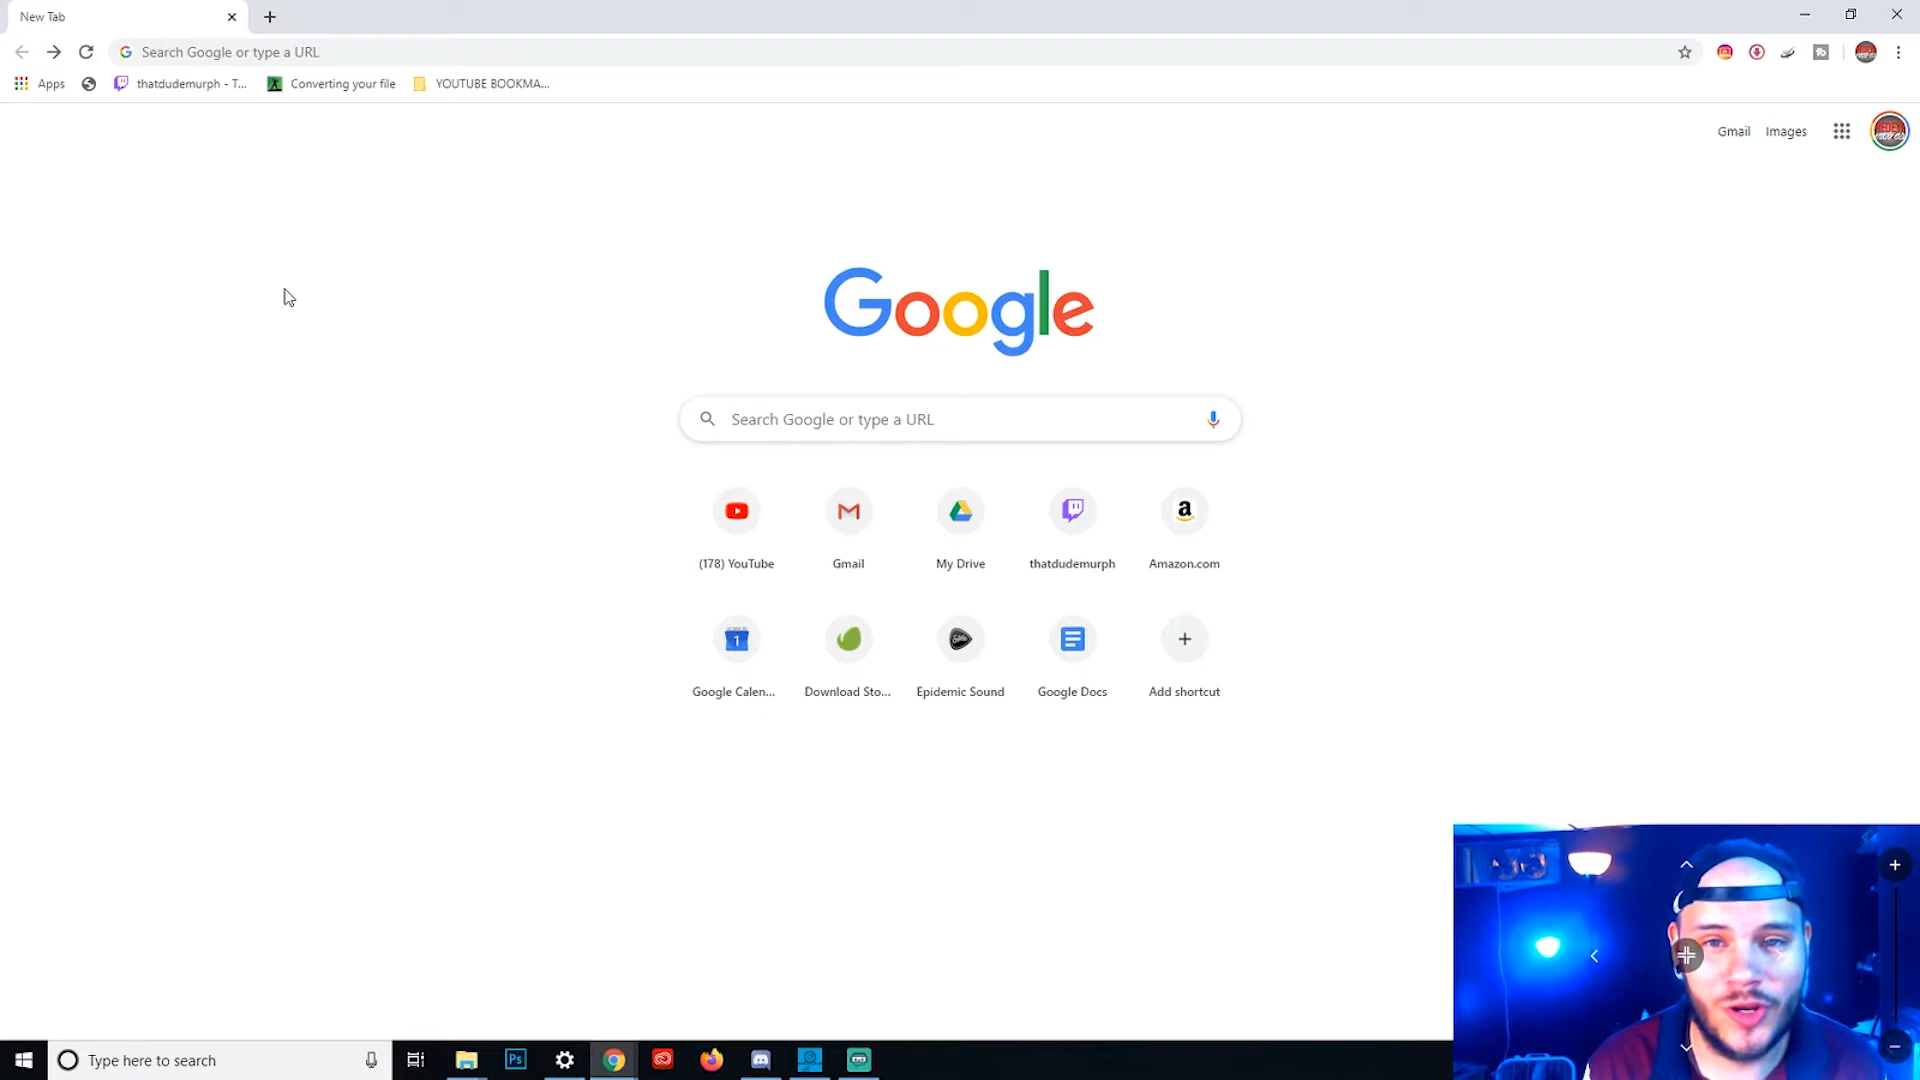 New Tab
Search Google or type a URL
Apps
thatdudemurph - T...
Converting your file
YOUTUBE BOOKMA...
Gmail Images
Google
Search Google or type a URL
(178) YouTube
Gmail
My Drive
thatdudemurph
Amazon.com
1
Google Calen...
Download Sto...
Epidemic Sound
Google Docs
Add shortcut
Type here to search
Ps